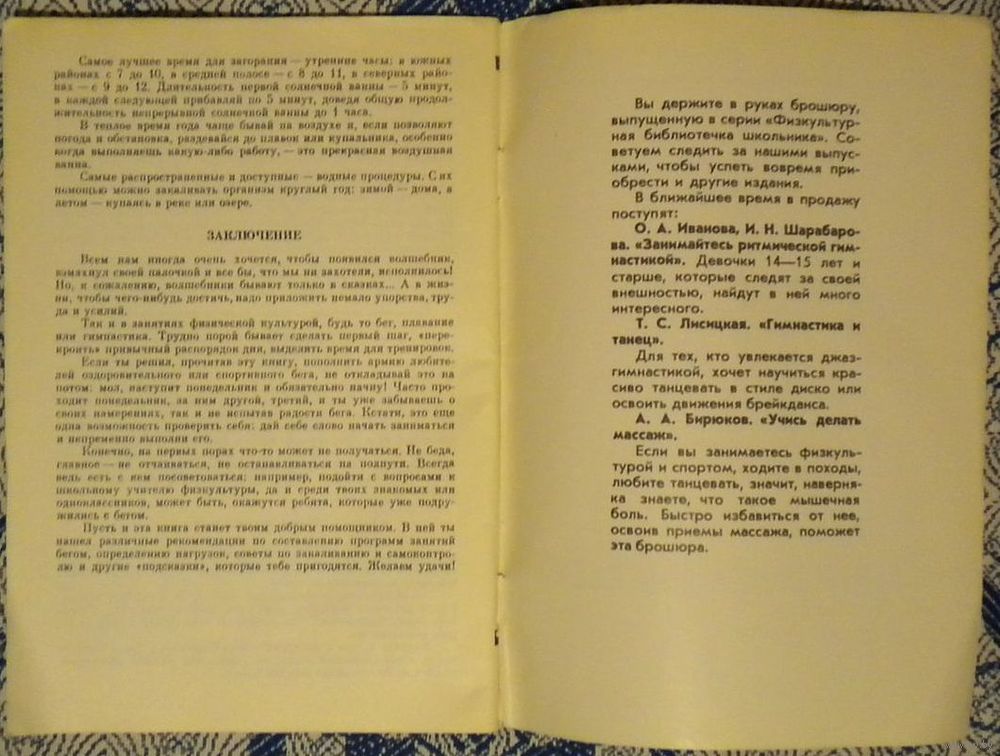 Самое лучшее время для загорания — утренние часы: в южных
районах с 7 до 10, в средней полосе — с 8 до 11, в северных райо-
нах — с 9 до 12. Длительность первой солнечной ванны — 5 минут,
в каждой следующей прибавляй по 5 минут, доведя общую продол-
жительность непрерывной солнечной ванны до 1 часа.
В теплое время года чаще бывай на воздухе и, если позволяют
погода и обстановка, раздевайся до плавок или купальника, особенно
когда выполняешь какую-либо работу, — это прекрасная воздушная
ванна.
Самые распространенные и доступные — водные процедуры. С их
помощью можно закаливать организм круглый год: зимой — дома, а
летом — купаясь в реке или озере.
ЗАКЛЮЧЕНИЕ
Всем нам иногда очень хочется, чтобы появился волшебник,
взмахнул своей палочкой и все бы, что мы ни захотели, исполнилось!
Но, к сожалению, волшебники бывают только в сказках... А в жиз-
ни, чтобы чего-нибудь достичь, надо приложить немало упорства, тру-
да и усилий.
Так и в занятиях физической культурой, будь то бег, плавание
или гимнастика. Трудно порой бывает сделать первый шаг, «пере-
кроить» привычный распорядок дня, выделить время для тренировок.
Если ты решил, прочитав эту книгу, пополнить армию любите-
лей оздоровительного или спортивного бега, не откладывай это на
потом: мол, наступит понедельник и обязательно начну! Часто про-
ходит понедельник, за ним другой, третий, и ты уже забываешь о
своих намерениях, так и не испытав радости бега. Кстати, это еще
одна возможность проверить себя: дай себе слово начать заниматься
и непременно выполни его.
Конечно, на первых порах что-то может не получаться. Не беда,
главное — не отчаиваться, не останавливаться на полпути. Всегда
ведь есть с кем посоветоваться: например, подойти с вопросами к
школьному учителю физкультуры, да и среди твоих знакомых или
одноклассников, может быть, окажутся ребята, которые уже подру-
жились с бегом.
Пусть и эта книга станет твоим добрым помощником. В ней ты
нашел различные рекомендации по составлению программ занятий
бегом, определению нагрузок, советы по закаливанию и самоконтро-
лю и другие «подсказки», которые тебе пригодятся. Желаем удачи!
Вы держите в руках брошюру,
выпущенную в серии «Физкультур-
ная библиотечка школьника». Со-
ветуем следить за нашими выпус-
ками, чтобы успеть вовремя при-
обрести и другие издания.
В ближайшее время в продажу
поступят:
О. А. Иванова, И. Н. Шарабаро-
ва. «Занимайтесь ритмической гим-
настикой». Девочки 14—15 лет и
старше, которые следят за своей
внешностью, найдут в ней много
интересного.
Т. С. Лисицкая. «Гимнастика и
танец».
Для тех, кто увлекается джаз-
гимнастикой, хочет научиться кра-
сиво танцевать в стиле диско или
освоить движения брейкданса.
А. А. Бирюков. «Учись делать
массаж».
Если вы занимаетесь физкуль-
турой и спортом, ходите в походы,
любите танцевать, значит, наверня-
ка знаете, что такое мышечная
боль. Быстро избавиться от нее,
освоив приемы массажа, поможет
эта брошюра.